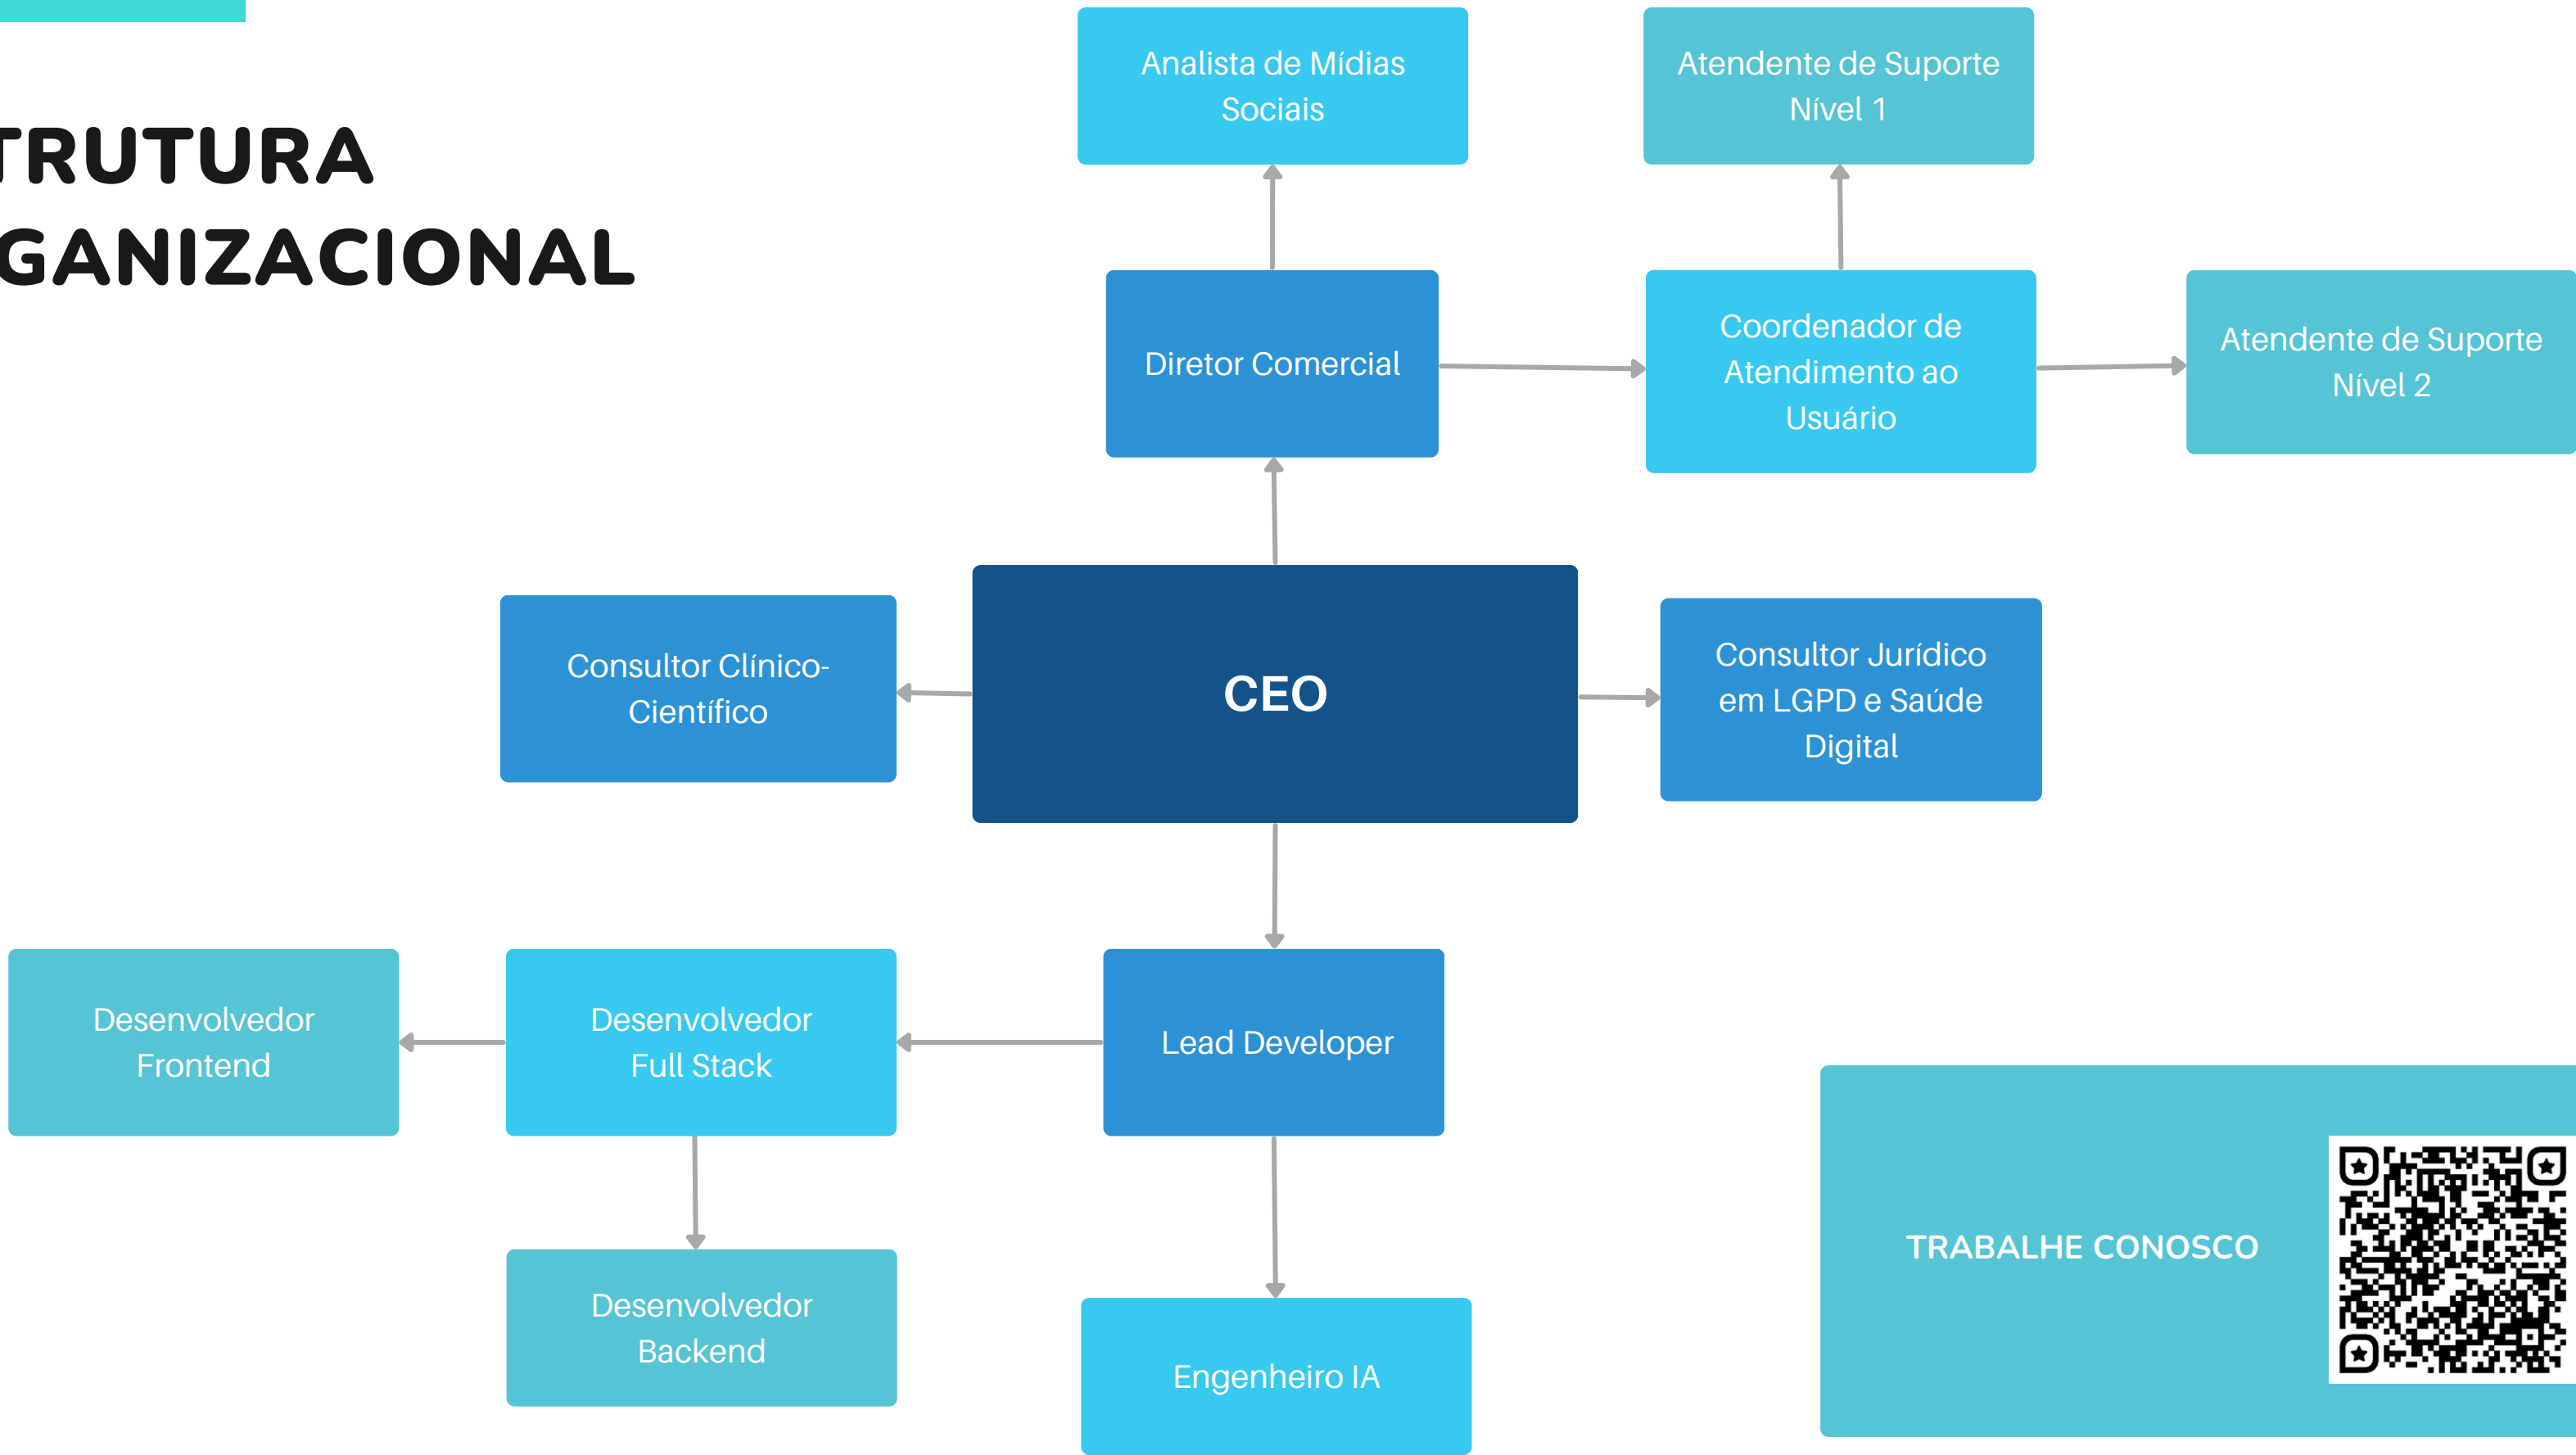 TRUTURA
GANIZACIONAL
Analista de Mídias
Sociais
Atendente de Suporte
Nível 1
Diretor Comercial
Coordenador de
Atendimento ao
Usuário
Atendente de Suporte
Nível 2
Consultor Clínico-
Científico
CEO
Consultor Jurídico
em LGPD e Saúde
Digital
Desenvolvedor
Frontend
Desenvolvedor
Full Stack
Lead Developer
Desenvolvedor
Backend
Engenheiro IA
TRABALHE CONOSCO